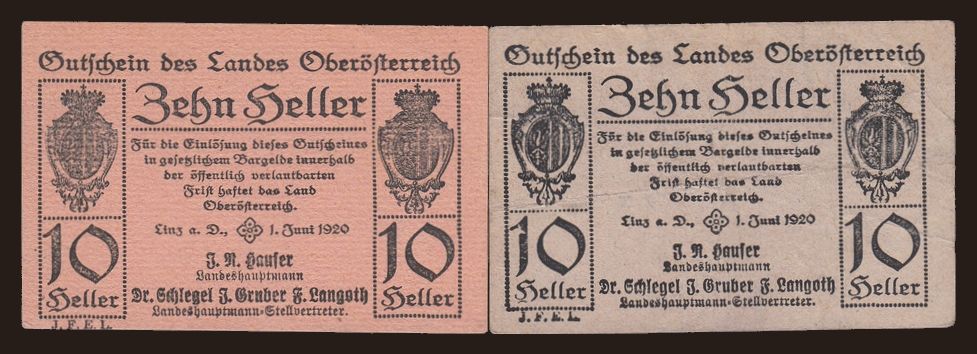 Gutschein des Landes Oberösterreich
Zehn Heller
Für die Einlösung dieses Gutscheines
in gesetzlichem Bargelde innerhalb
der öffentlich verlautbarten
Frist haftet das Land
Oberösterreich.
Linz a. D., 1. Juni 1920
J. N. Hauser
Landeshauptmann
Dr. Schlegel J. Gruber F. Langoth
Landeshauptmann-Stellvertreter.
10
Heller
10
Heller
J. F. E. L.
Gutschein des Landes Oberösterreich
Zehn Heller
Für die Einlösung dieses Gutscheines
in gesetzlichem Bargelde innerhalb
der öffentlich verlautbarten
Frist haftet das Land
Oberösterreich.
Linz a. D., 1. Juni 1920
J. N. Hauser
Landeshauptmann
Dr. Schlegel J. Gruber F. Langoth
Landeshauptmann-Stellvertreter.
10
Heller
10
Heller
J. F. E. L.